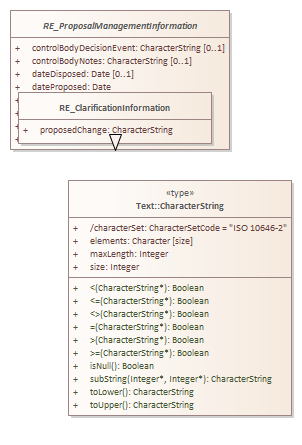 RE_ProposalManagementInformation
+ controlBodyDecisionEvent: CharacterString [0..1]
+ controlBodyNotes: CharacterString [0..1]
+ dateDisposed: Date [0..1]
+ dateProposed: Date
+
RE_ClarificationInformation
+
+ proposedChange: CharacterString
+
«type»
Text::CharacterString
+ /characterSet: CharacterSetCode = "ISO 10646-2"
+ elements: Character [size]
+ maxLength: Integer
+ size: Integer
+ <(CharacterString*): Boolean
+ <=(CharacterString*): Boolean
+ <>(CharacterString*): Boolean
+ =(CharacterString*): Boolean
+ >(CharacterString*): Boolean
+ >=(CharacterString*): Boolean
+ isNull(): Boolean
+ subString(Integer*, Integer*): CharacterString
+ toLower(): CharacterString
+ toUpper(): CharacterString